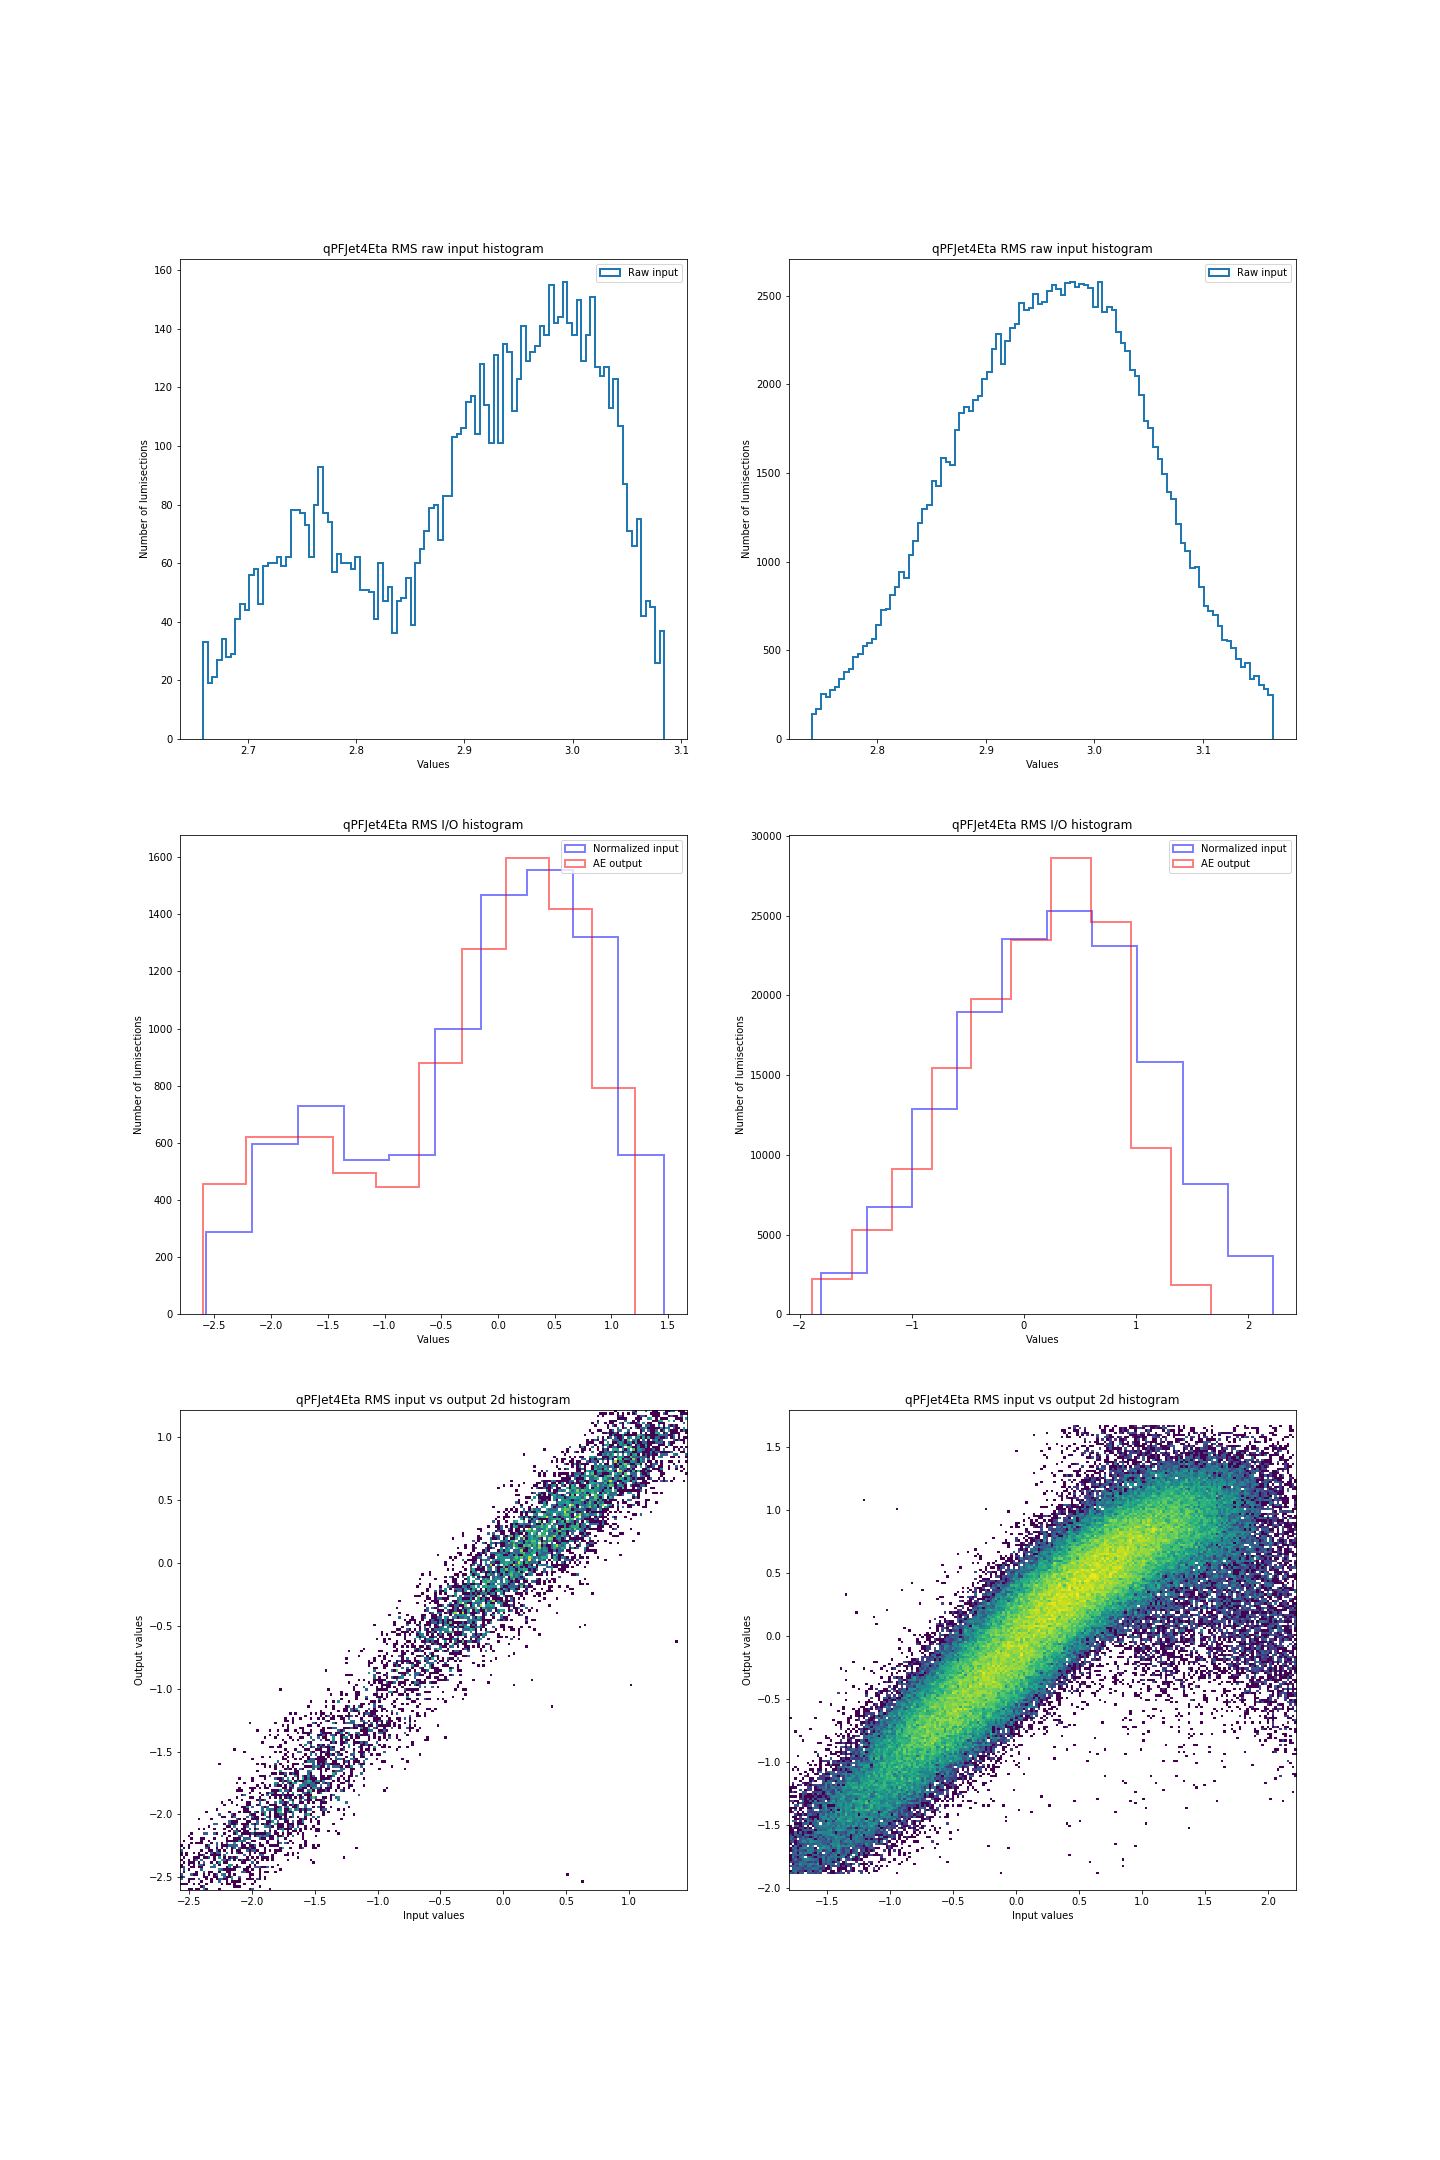 qPFJet4Eta RMS raw input histogram
Raw input
160
140
120
100
80
60
40
20
0
Number of lumisections
2.7 2.8 2.9 3.0 3.1
Values
qPFJet4Eta RMS raw input histogram
Raw input
2500
2000
1500
1000
500
0
Number of lumisections
2.8 2.9 3.0 3.1
Values
qPFJet4Eta RMS I/O histogram
Normalized input
AE output
1600
1400
1200
1000
800
600
400
200
0
Number of lumisections
−2.5 −2.0 −1.5 −1.0 −0.5 0.0 0.5 1.0 1.5
Values
qPFJet4Eta RMS I/O histogram
Normalized input
AE output
30000
25000
20000
15000
10000
5000
0
Number of lumisections
−2 −1 0 1 2
Values
qPFJet4Eta RMS input vs output 2d histogram
1.0
0.5
0.0
−0.5
−1.0
−1.5
−2.0
−2.5
Output values
−2.5 −2.0 −1.5 −1.0 −0.5 0.0 0.5 1.0
Input values
qPFJet4Eta RMS input vs output 2d histogram
1.5
1.0
0.5
0.0
−0.5
−1.0
−1.5
−2.0
Output values
−1.5 −1.0 −0.5 0.0 0.5 1.0 1.5 2.0
Input values